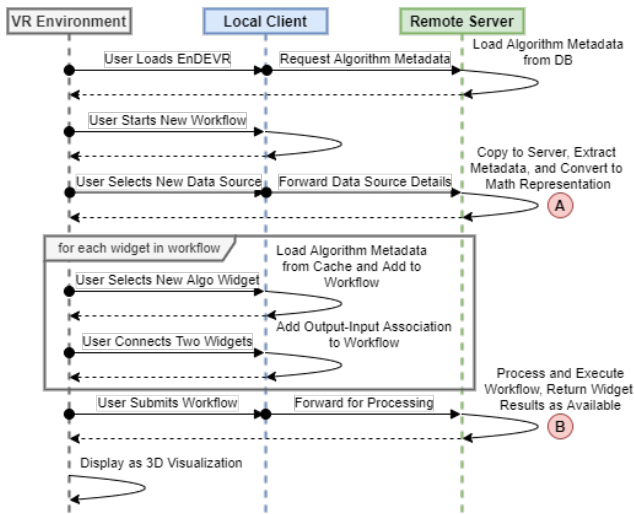 VR Environment
Local Client
Remote Server
User Loads EnDEVR
Request Algorithm Metadata
Load Algorithm Metadata
from DB
User Starts New Workflow
Copy to Server, Extract
Metadata, and Convert to
Math Representation
User Selects New Data Source
Forward Data Source Details
A
for each widget in workflow
Load Algorithm Metadata
from Cache and Add to
Workflow
User Selects New Algo Widget
Add Output-Input Association
to Workflow
User Connects Two Widgets
Process and Execute
Workflow, Return Widget
Results as Available
User Submits Workflow
Forward for Processing
B
Display as 3D Visualization